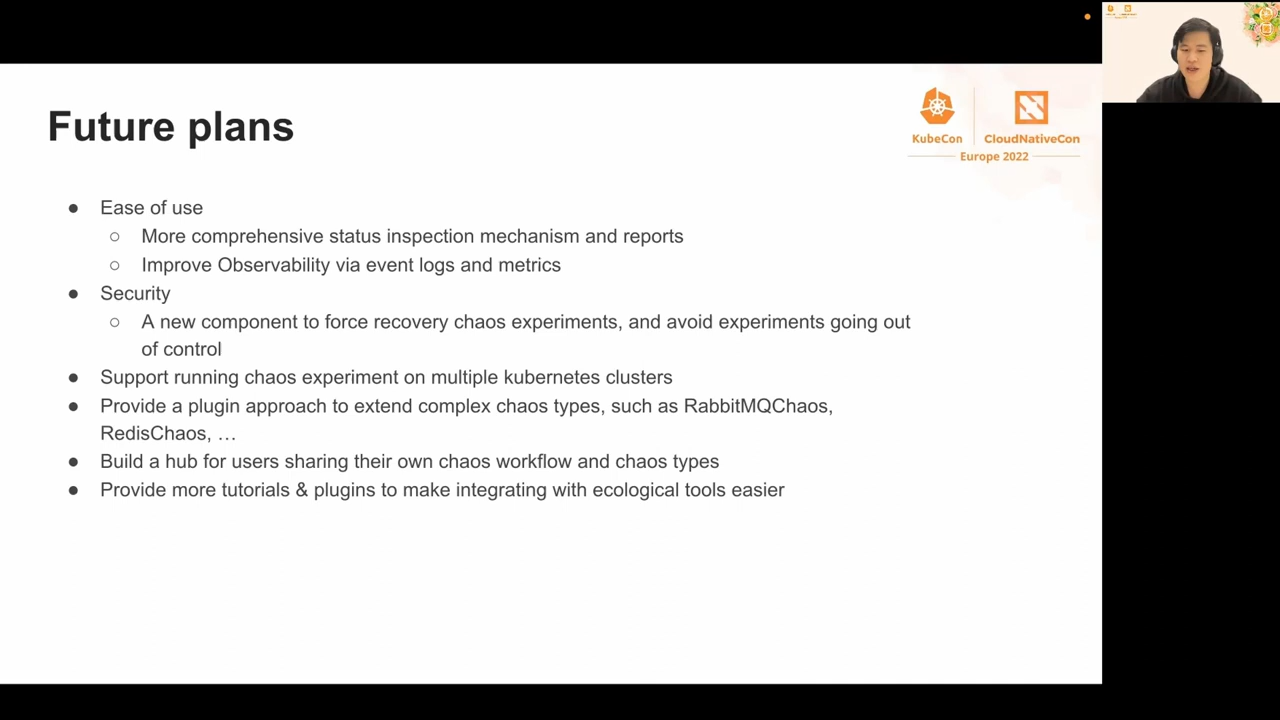 Future plans
KubeCon
CloudNativeCon
Europe 2022
● Ease of use
○ More comprehensive status inspection mechanism and reports
○ Improve Observability via event logs and metrics
● Security
○ A new component to force recovery chaos experiments, and avoid experiments going out
of control
● Support running chaos experiment on multiple kubernetes clusters
● Provide a plugin approach to extend complex chaos types, such as RabbitMQChaos,
RedisChaos, …
● Build a hub for users sharing their own chaos workflow and chaos types
● Provide more tutorials & plugins to make integrating with ecological tools easier